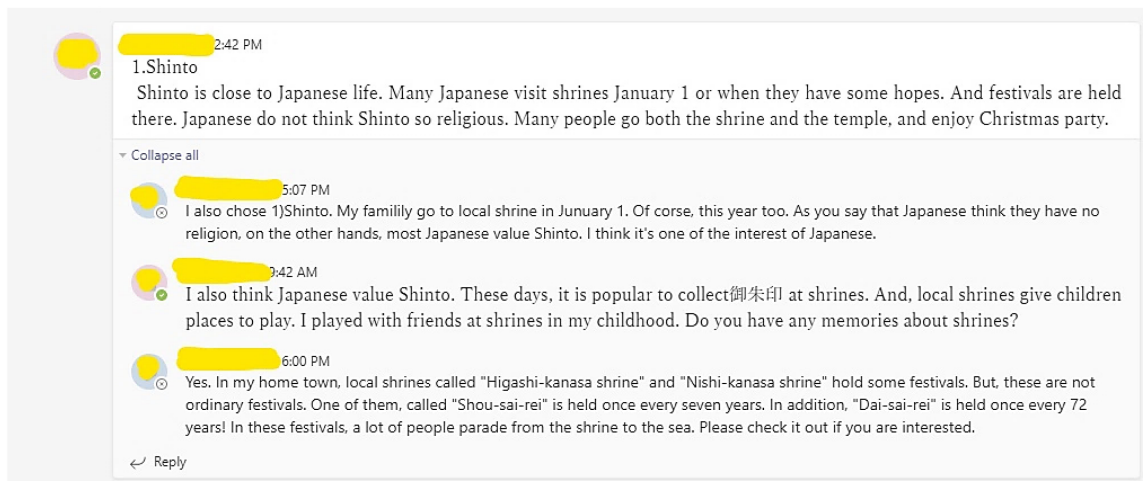 2:42 PM
1.Shinto
Shinto is close to Japanese life. Many Japanese visit shrines January 1 or when they have some hopes. And festivals are held
there. Japanese do not think Shinto so religious. Many people go both the shrine and the temple, and enjoy Christmas party.
Collapse all
5:07 PM
I also chose 1)Shinto. My familily go to local shrine in Junuary 1. Of corse, this year too. As you say that Japanese think they have no
religion, on the other hands, most Japanese value Shinto. I think it's one of the interest of Japanese.
9:42 AM
I also think Japanese value Shinto. These days, it is popular to collect御朱印 at shrines. And, local shrines give children
places to play. I played with friends at shrines in my childhood. Do you have any memories about shrines?
6:00 PM
Yes. In my home town, local shrines called "Higashi-kanasa shrine" and "Nishi-kanasa shrine" hold some festivals. But, these are not
ordinary festivals. One of them, called "Shou-sai-rei" is held once every seven years. In addition, "Dai-sai-rei" is held once every 72
years! In these festivals, a lot of people parade from the shrine to the sea. Please check it out if you are interested.
Reply